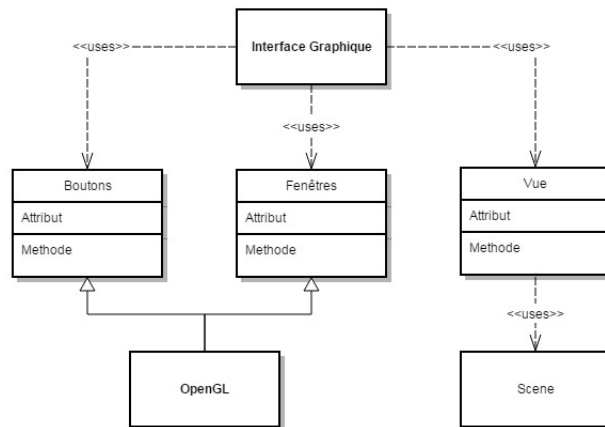 Interface Graphique
<<uses>>
<<uses>>
<<uses>>
Boutons
Attribut
Methode
Fenêtres
Attribut
Methode
Vue
Attribut
Methode
<<uses>>
OpenGL
Scene